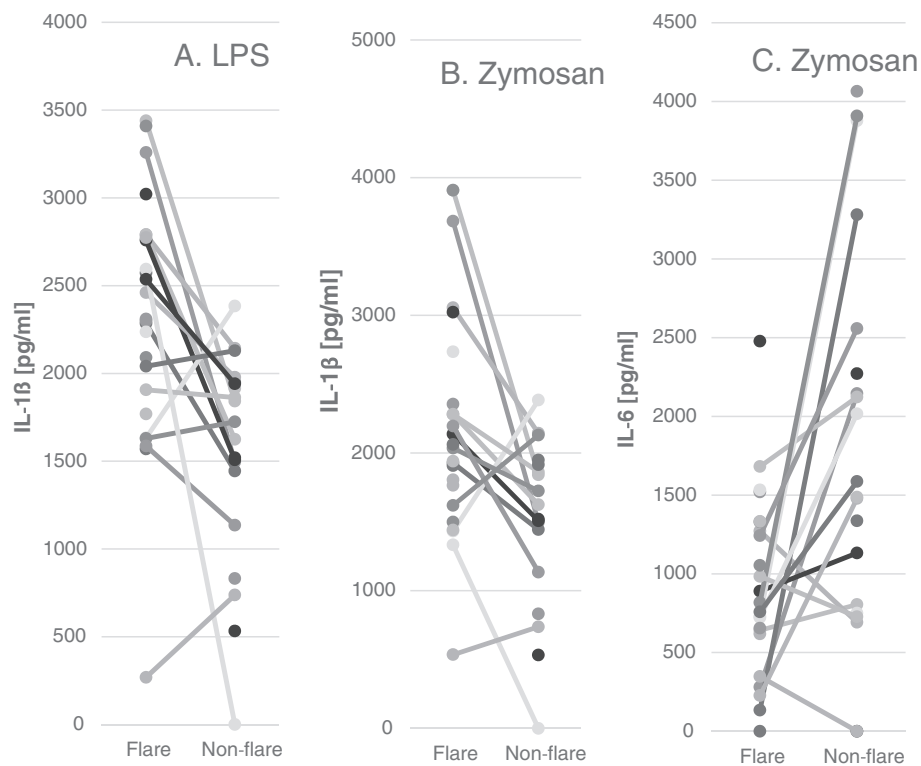 A. LPS
4000
3500
3000
2500
2000
1500
1000
500
0
IL-1ß [pg/ml]
Flare Non-flare
B. Zymosan
5000
4000
3000
2000
1000
0
IL-1β [pg/ml]
Flare Non-flare
C. Zymosan
4500
4000
3500
3000
2500
2000
1500
1000
500
0
IL-6 [pg/ml]
Flare Non-flare